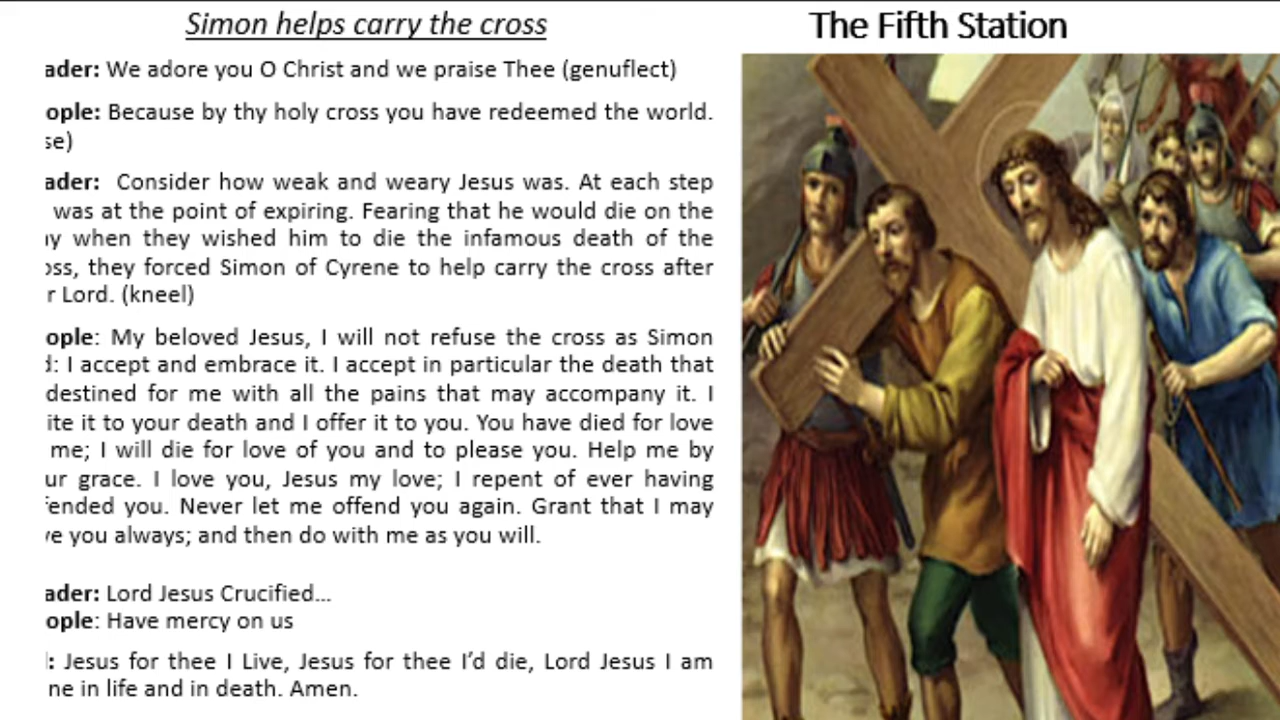 Simon helps carry the cross
The Fifth Station
ader: We adore you O Christ and we praise Thee (genuflect)
ople: Because by thy holy cross you have redeemed the world.
se)
ader: Consider how weak and weary Jesus was. At each step
was at the point of expiring. Fearing that he would die on the
ay when they wished him to die the infamous death of the
oss, they forced Simon of Cyrene to help carry the cross after
r Lord. (kneel)
ople: My beloved Jesus, I will not refuse the cross as Simon
d: I accept and embrace it. I accept in particular the death that
destined for me with all the pains that may accompany it. I
ite it to your death and I offer it to you. You have died for love
me; I will die for love of you and to please you. Help me by
ur grace. I love you, Jesus my love; I repent of ever having
fended you. Never let me offend you again. Grant that I may
ve you always; and then do with me as you will.
ader: Lord Jesus Crucified...
ople: Have mercy on us
l: Jesus for thee I Live, Jesus for thee I'd die, Lord Jesus I am
ne in life and in death. Amen.